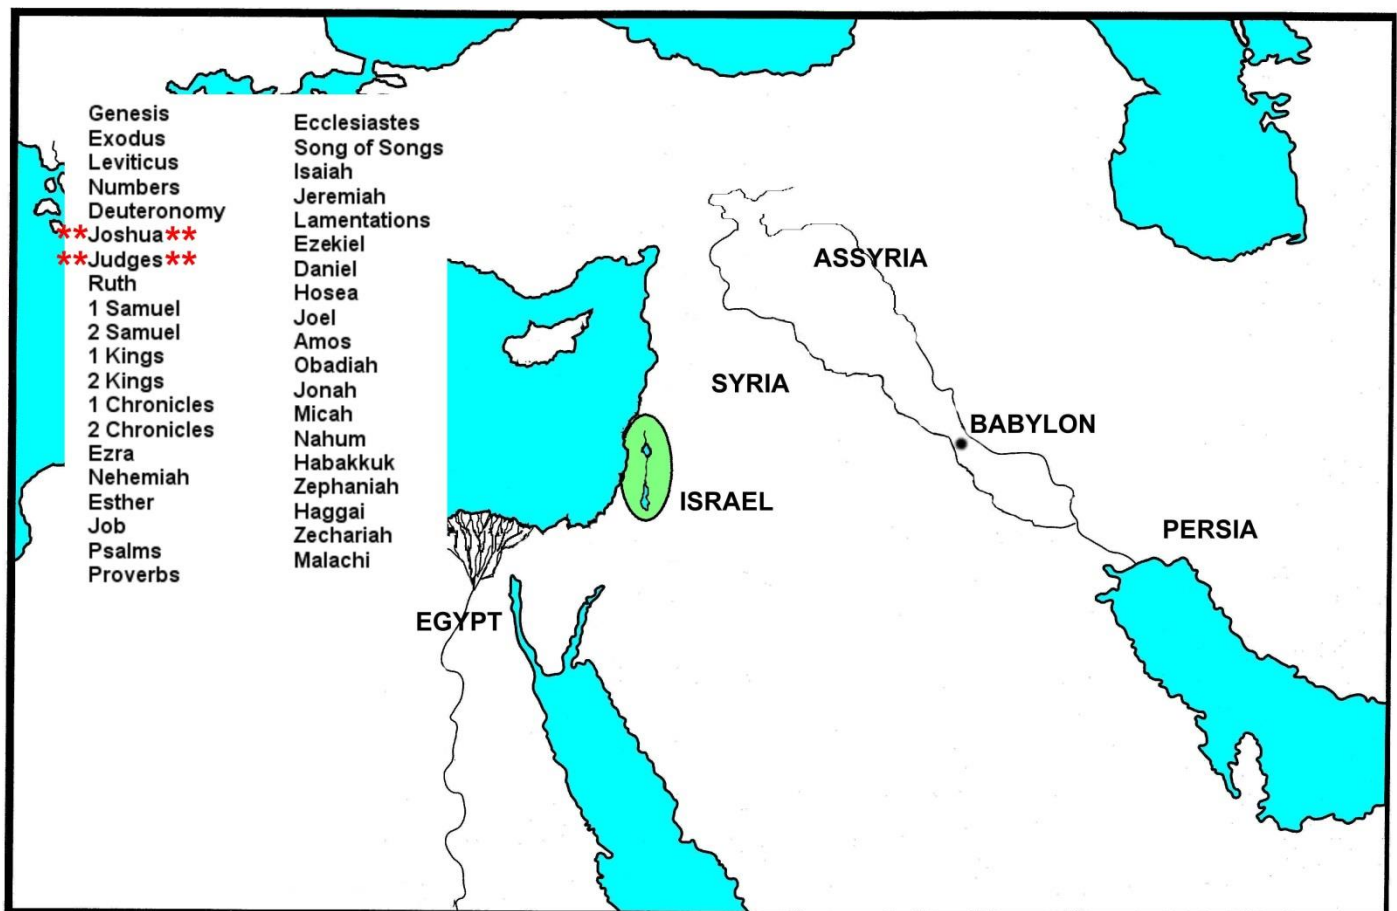 Genesis
Exodus
Leviticus
Numbers
Deuteronomy
**Joshua**
**Judges**
Ruth
1 Samuel
2 Samuel
1 Kings
2 Kings
1 Chronicles
2 Chronicles
Ezra
Nehemiah
Esther
Job
Psalms
Proverbs
Ecclesiastes
Song of Songs
Isaiah
Jeremiah
Lamentations
Ezekiel
Daniel
Hosea
Joel
Amos
Obadiah
Jonah
Micah
Nahum
Habakkuk
Zephaniah
Haggai
Zechariah
Malachi
ASSYRIA
SYRIA
BABYLON
ISRAEL
PERSIA
EGYPT